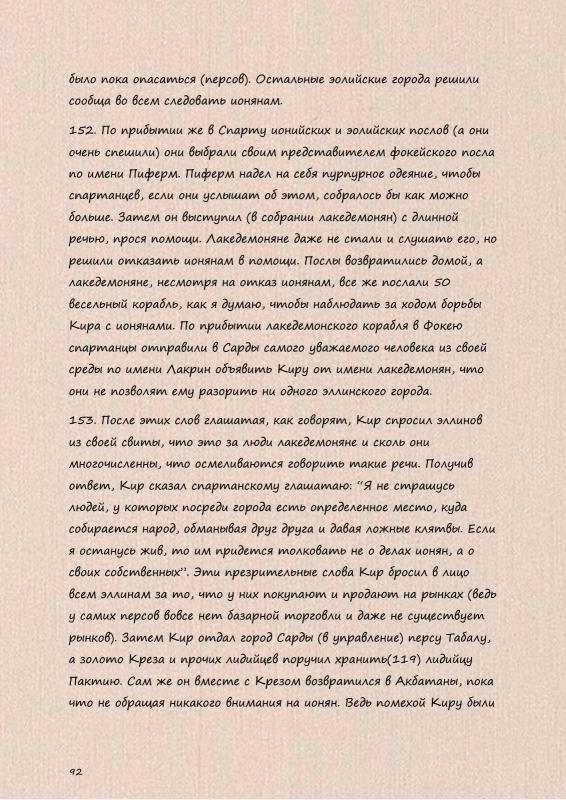 было пока опасаться (персов). Остальные эолийские города решили
сообща во всем следовать ионянам.
152. По прибытии же в Спарту ионийских и эолийских послов (а они
очень спешили) они выбрали своим представителем фокейского посла
по имени Пиферм. Пиферм надел на себя пурпурное одеяние, чтобы
спартанцев, если они услышат об этом, собралось бы как можно
больше. Затем он выступил (в собрании лакедемонян) с длинной
речью, прося помощи. Лакедемоняне даже не стали и слушать его, но
решили отказать ионянам в помощи. Послы возвратились домой, а
лакедемоняне, несмотря на отказ ионянам, все же послали 50
весельный корабль, как я думаю, чтобы наблюдать за ходом борьбы
Кира с ионянами. По прибытии лакедемонского корабля в Фокею
спартанцы отправили в Сарды самого уважаемого человека из своей
среды по имени Лакрин объявить Киру от имени лакедемонян, что
они не позволят ему разорить ни одного эллинского города.
153. После этих слов глашатая, как говорят, Кир спросил эллинов
из своей свиты, что это за люди лакедемоняне и сколь они
многочисленны, что осмеливаются говорить такие речи. Получив
ответ, Кир сказал спартанскому глашатаю: “Я не страшусь
людей, у которых посреди города есть определенное место, куда
собирается народ, обманывая друг друга и давая ложные клятвы. Если
я останусь жив, то им придется толковать не о делах ионян, а о
своих собственных”. Эти презрительные слова Кир бросил в лицо
всем эллинам за то, что у них покупают и продают на рынках (ведь
у самих персов вовсе нет базарной торговли и даже не существует
рынков). Затем Кир отдал город Сарды (в управление) персу Табалу,
а золото Креза и прочих лидийцев поручил хранить(119) лидийцу
Пактию. Сам же он вместе с Крезом возвратился в Акбатаны, пока
что не обращая никакого внимания на ионян. Ведь помехой Киру были
92